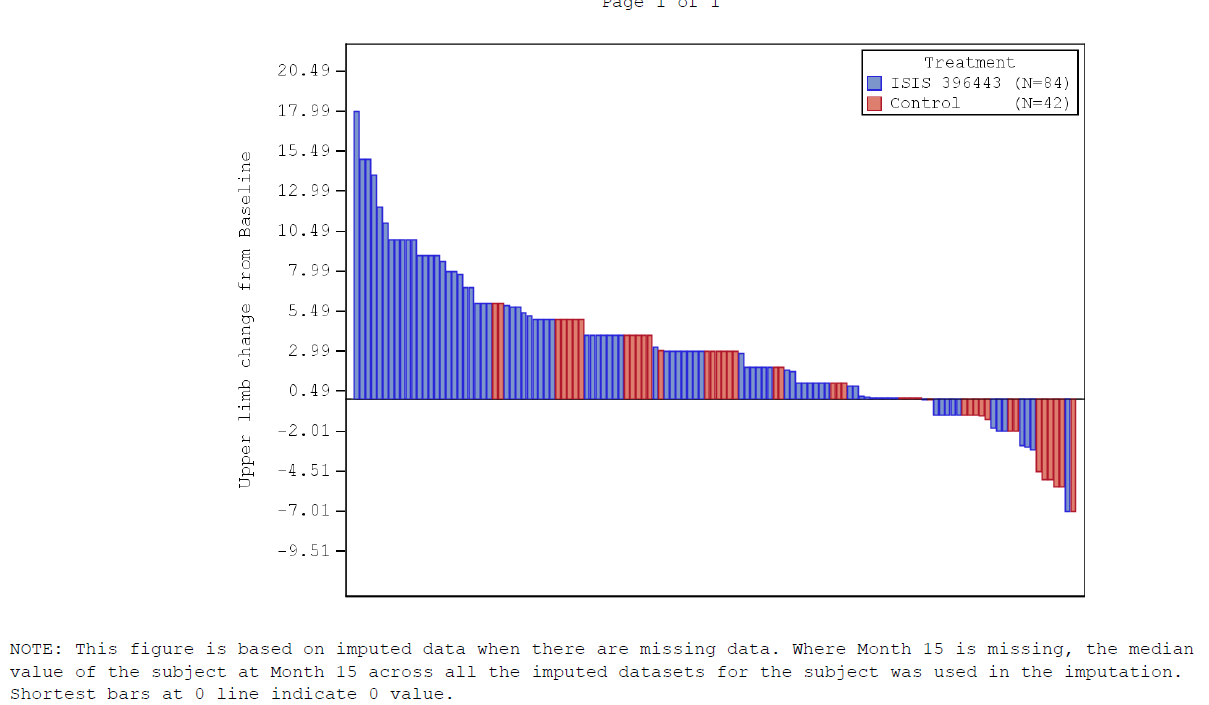 Page 1 of 1
Treatment
ISIS 396443 (N=84)
Control (N=42)
20.49
17.99
15.49
12.99
10.49
7.99
5.49
2.99
0.49
-2.01
-4.51
-7.01
-9.51
Upper limb change from Baseline
NOTE: This figure is based on imputed data when there are missing data. Where Month 15 is missing, the median
value of the subject at Month 15 across all the imputed datasets for the subject was used in the imputation.
Shortest bars at 0 line indicate 0 value.